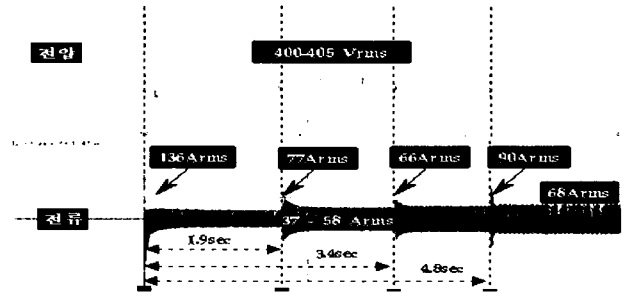 전압
400-405 Vrms
136Arms
77Arms
66Arms
90Arms
68Arms
전류
37 - 58 Arms
1.9sec
3.4sec
4.8sec